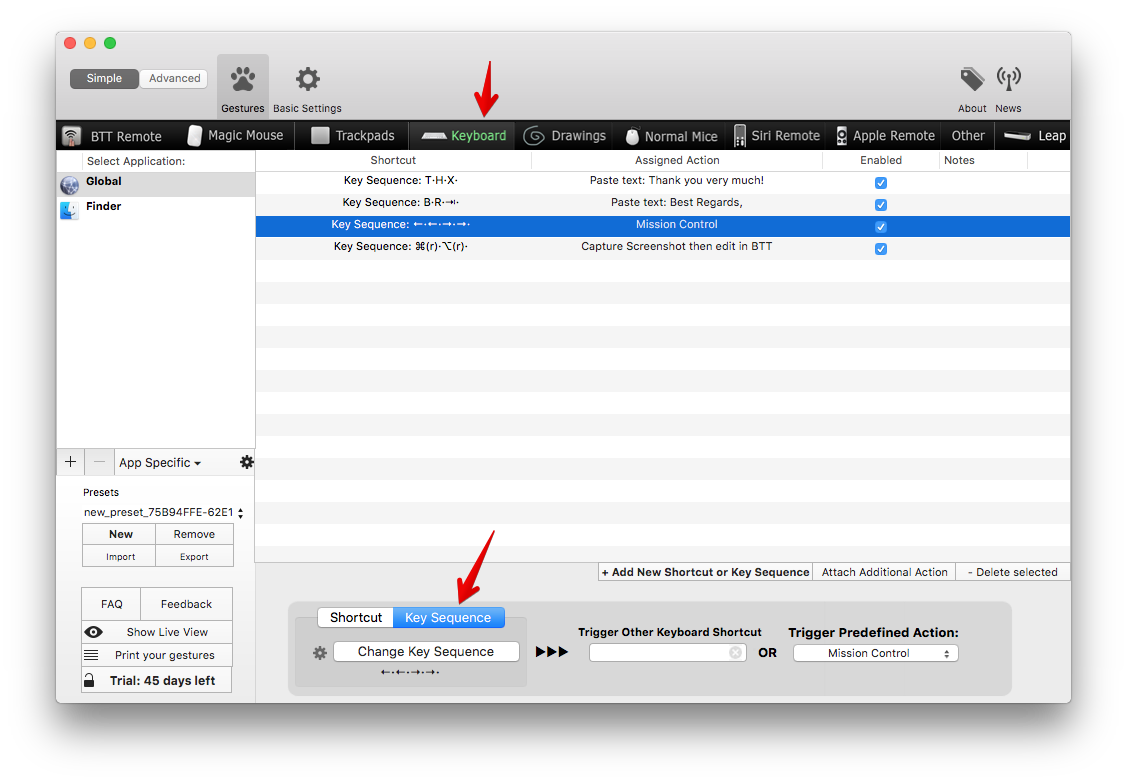 Simple Advanced
Gestures Basic Settings About News
BTT Remote Magic Mouse Trackpads Keyboard Drawings Normal Mice Siri Remote Apple Remote Other Leap
Select Application: Shortcut Assigned Action Enabled Notes
Global
Finder
Key Sequence: T·H·X· Paste text: Thank you very much!
Key Sequence: B·R·⇥· Paste text: Best Regards,
Key Sequence: ←·←·→·→· Mission Control
Key Sequence: ⌘(r)·⌥(r)· Capture Screenshot then edit in BTT
+ − App Specific
Presets
new_preset_75B94FFE-62E1
New Remove
Import Export
+ Add New Shortcut or Key Sequence Attach Additional Action - Delete selected
FAQ Feedback
Show Live View
Print your gestures
Trial: 45 days left
Shortcut Key Sequence
Change Key Sequence
←·←·→·→·
Trigger Other Keyboard Shortcut
OR
Trigger Predefined Action:
Mission Control